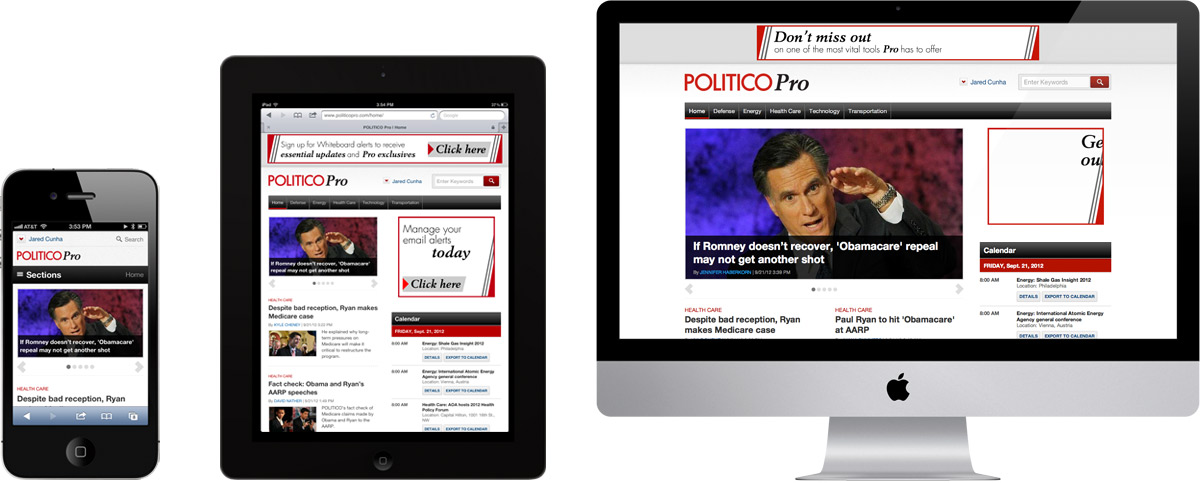 AT&T
3:53 PM
Jared Cunha
Search
POLITICO Pro
Sections
Home
If Romney doesn't recover, 'Obamacare'
repeal may not get another shot
HEALTH CARE
Despite bad reception, Ryan
iPad
3:54 PM
37%
www.politicopro.com/home/
Google
POLITICO Pro | Home
Sign up for Whiteboard alerts to receive
essential updates and Pro exclusives
Click here
POLITICO Pro
Jared Cunha
Enter Keywords
Home Defense Energy Health Care Technology Transportation
If Romney doesn't recover, 'Obamacare'
repeal may not get another shot
Manage your
email alerts
today
Click here
HEALTH CARE
Despite bad reception, Ryan makes
Medicare case
By KYLE CHENEY | 9/21/12 5:23 PM
He explains why long-
term pressures on
Medicare will make it
critical to restructure the
program.
HEALTH CARE
Fact check: Obama and Ryan's
AARP speeches
By DAVID NATHER | 9/21/12 4:48 PM
POLITICO's fact check of
Medicare claims made by
Obama and Ryan to the
AARP.
Calendar
FRIDAY, Sept. 21, 2012
8:00 AM
Energy: Shale Gas Insight 2012
Location: Philadelphia
DETAILS EXPORT TO CALENDAR
Energy: International Atomic Energy
Agency general conference
Location: Vienna, Austria
DETAILS EXPORT TO CALENDAR
8:00 AM
Health Care: ADA hosts 2012 Health
Policy Forum
Location: Capital Hilton, 1001 16th St.,
NW
DETAILS EXPORT TO CALENDAR
Don't miss out
on one of the most vital tools Pro has to offer
POLITICO Pro
Jared Cunha
Enter Keywords
Home Defense Energy Health Care Technology Transportation
If Romney doesn't recover, 'Obamacare' repeal
may not get another shot
By JENNIFER HABERKORN | 9/21/12 3:39 PM
Ge
ou
HEALTH CARE
Despite bad reception, Ryan
makes Medicare case
HEALTH CARE
Paul Ryan to hit 'Obamacare'
at AARP
Calendar
FRIDAY, Sept. 21, 2012
8:00 AM
Energy: Shale Gas Insight 2012
Location: Philadelphia
DETAILS EXPORT TO CALENDAR
8:00 AM
Energy: International Atomic Energy
Agency general conference
Location: Vienna, Austria
DETAILS EXPORT TO CALENDAR